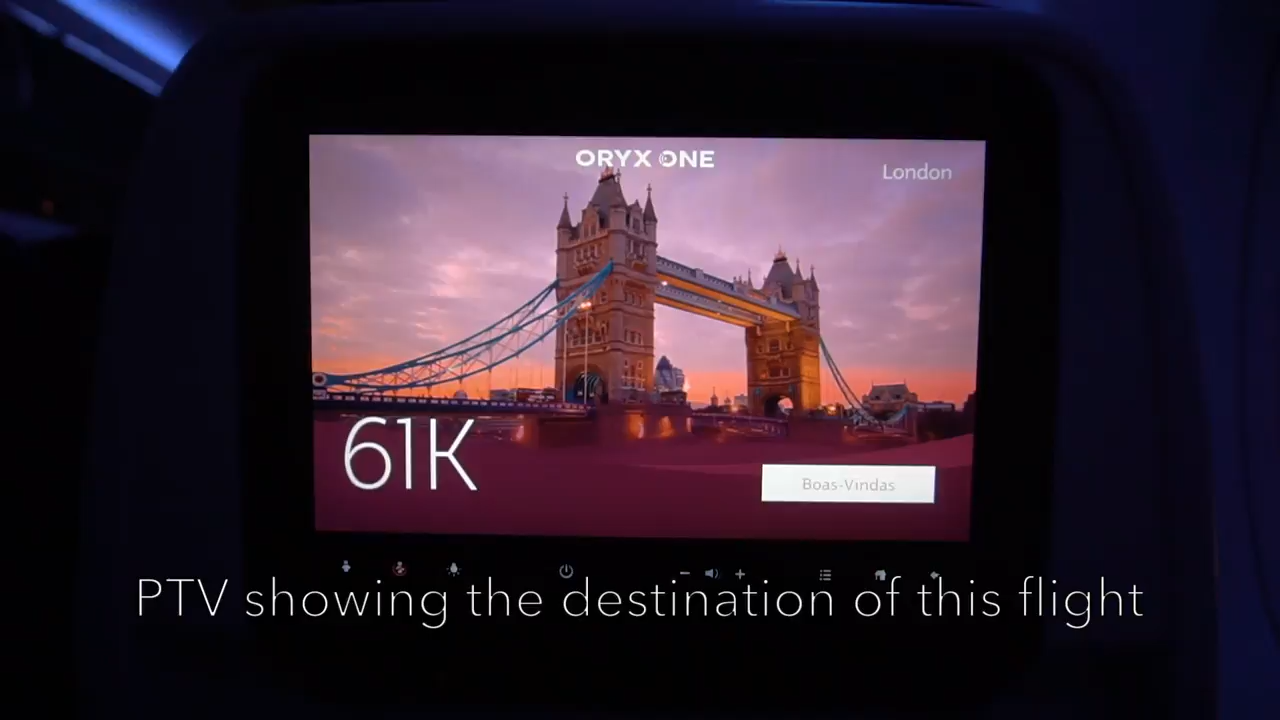 ORYX ONE
London
61K
Boas-Vindas
PTV showing the destination of this flight